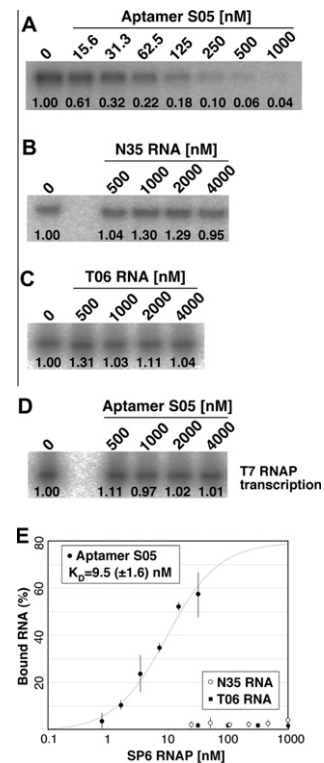 A
Aptamer S05 [nM]
0 15.6 31.3 62.5 125 250 500 1000
1.00 0.61 0.32 0.22 0.18 0.10 0.06 0.04
B
N35 RNA [nM]
0 500 1000 2000 4000
1.00 1.04 1.30 1.29 0.95
C
T06 RNA [nM]
0 500 1000 2000 4000
1.00 1.31 1.03 1.11 1.04
D
Aptamer S05 [nM]
0 500 1000 2000 4000
1.00 1.11 0.97 1.02 1.01
T7 RNAP
transcription
E
80
60
40
20
Bound RNA (%)
Aptamer S05
KD=9.5 (±1.6) nM
N35 RNA
T06 RNA
0.1 1 10 100 1000
SP6 RNAP [nM]